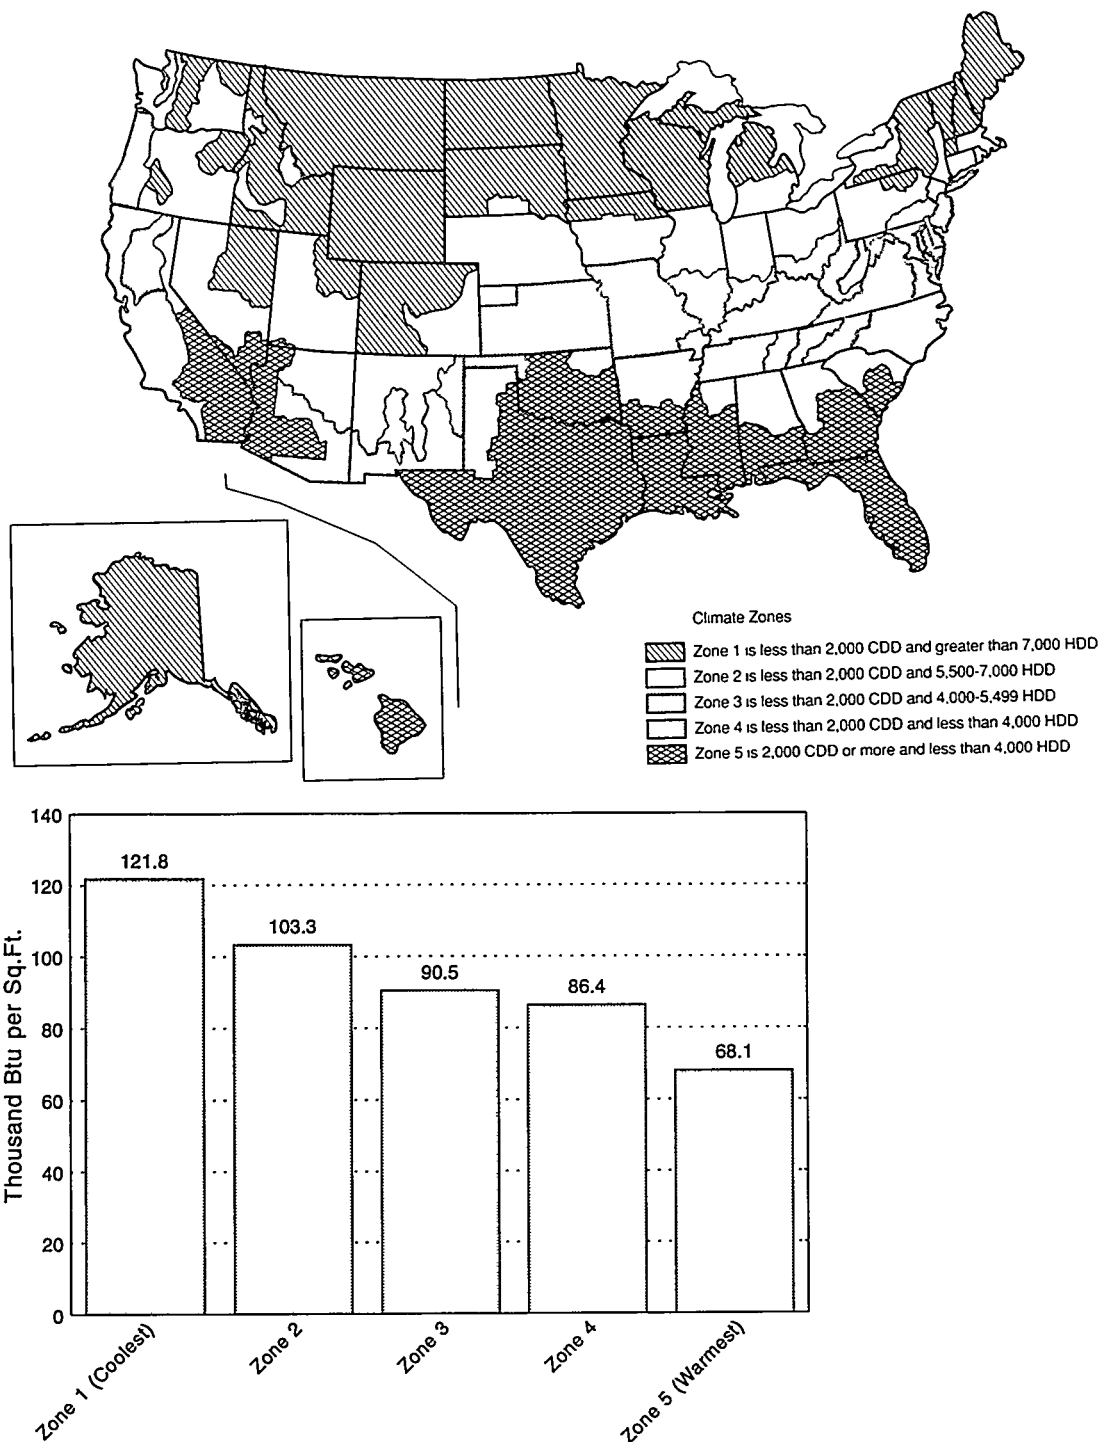 Climate Zones
Zone 1 is less than 2,000 CDD and greater than 7,000 HDD
Zone 2 is less than 2,000 CDD and 5,500-7,000 HDD
Zone 3 is less than 2,000 CDD and 4,000-5,499 HDD
Zone 4 is less than 2,000 CDD and less than 4,000 HDD
Zone 5 is 2,000 CDD or more and less than 4,000 HDD
Thousand Btu per Sq.Ft.
140
120
100
80
60
40
20
0
121.8
103.3
90.5
86.4
68.1
Zone 1 (Coolest)
Zone 2
Zone 3
Zone 4
Zone 5 (Warmest)